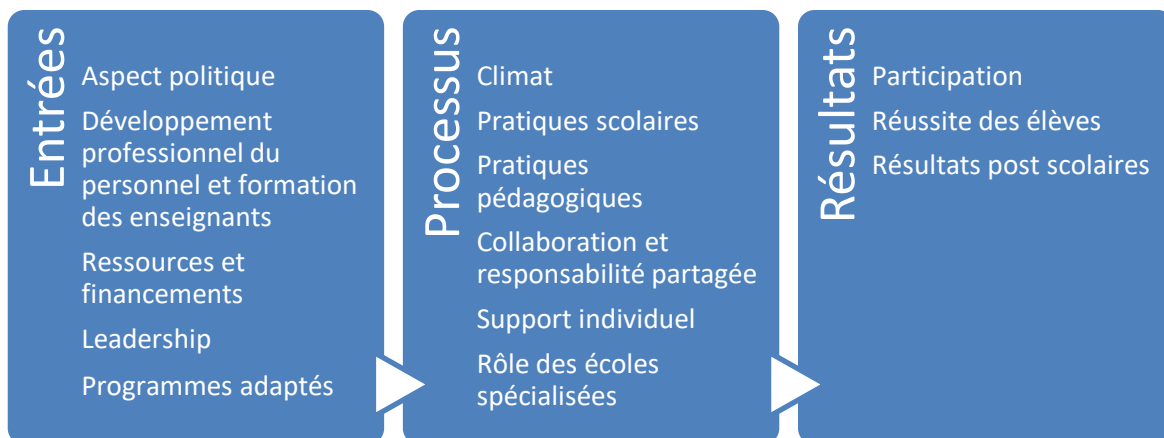 Entrées
Aspect politique
Développement
professionnel du
personnel et formation
des enseignants
Ressources et
financements
Leadership
Programmes adaptés
Processus
Climat
Pratiques scolaires
Pratiques
pédagogiques
Collaboration et
responsabilité partagée
Support individuel
Rôle des écoles
spécialisées
Résultats
Participation
Réussite des élèves
Résultats post scolaires